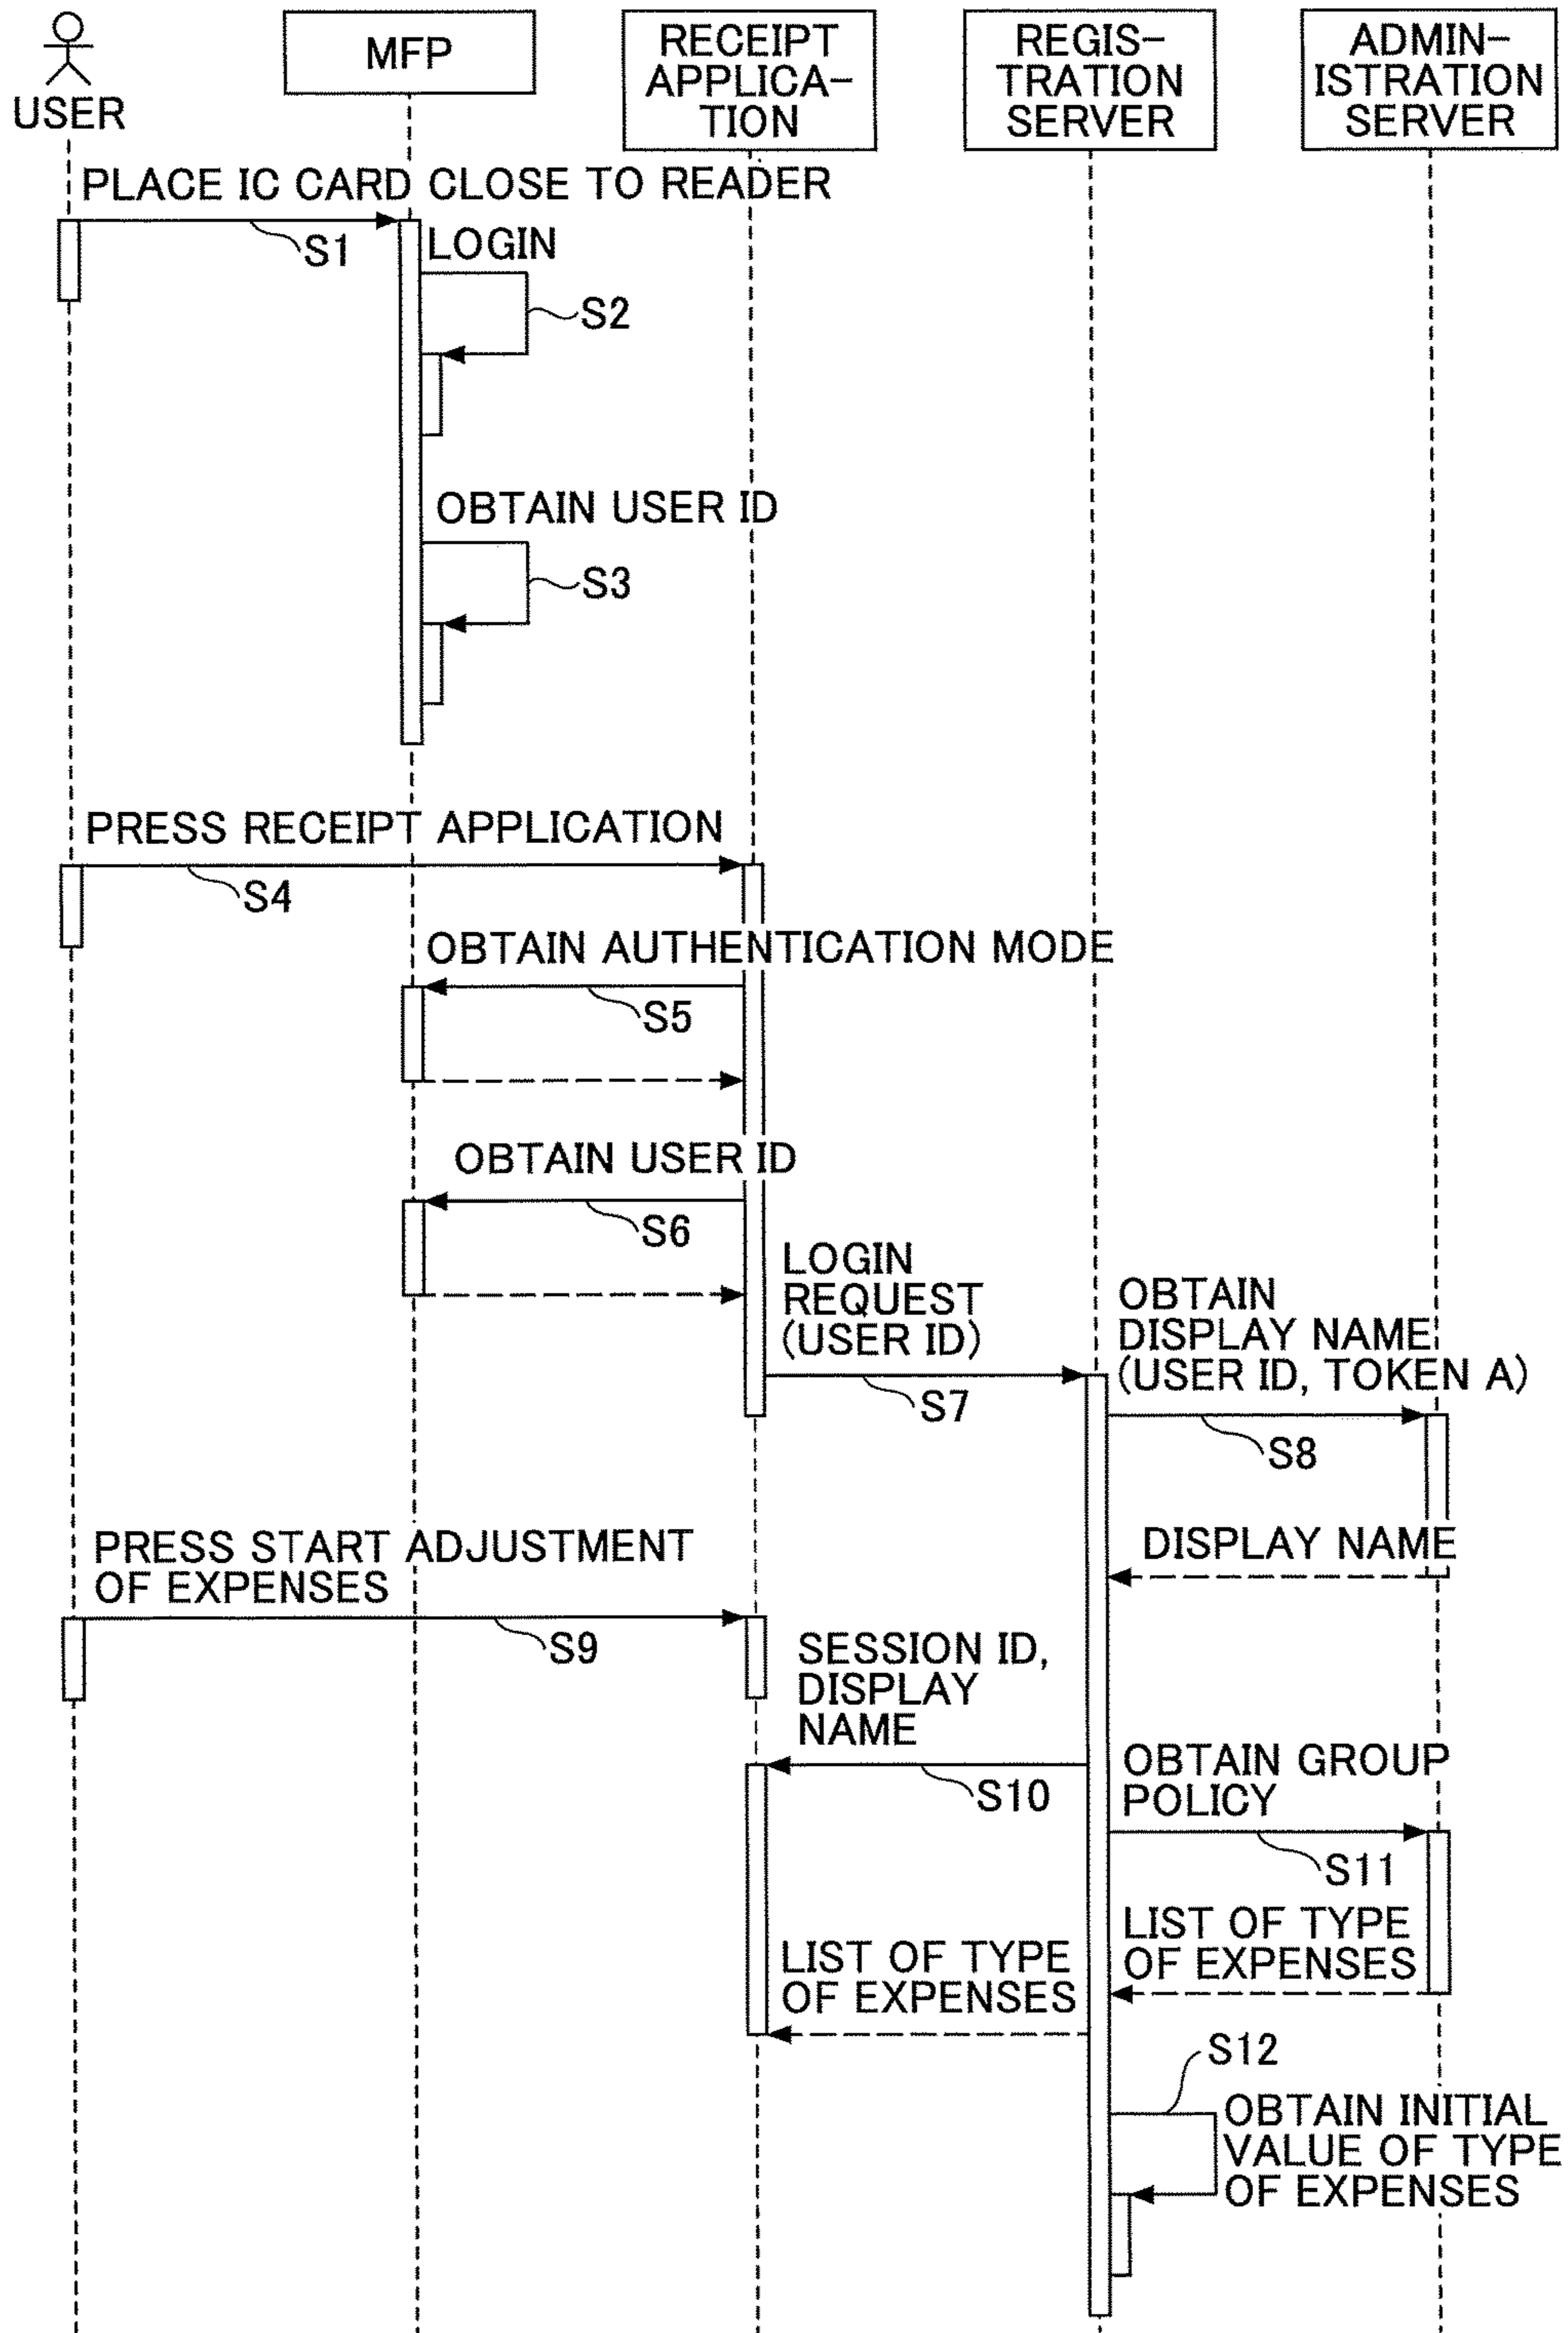 USER
MFP
RECEIPT
APPLICA-
TION
REGIS-
TRATION
SERVER
ADMIN-
ISTRATION
SERVER
PLACE IC CARD CLOSE TO READER
S1
LOGIN
S2
OBTAIN USER ID
S3
PRESS RECEIPT APPLICATION
S4
OBTAIN AUTHENTICATION MODE
S5
OBTAIN USER ID
S6
LOGIN
REQUEST
(USER ID)
S7
OBTAIN
DISPLAY NAME
(USER ID, TOKEN A)
S8
DISPLAY NAME
PRESS START ADJUSTMENT
OF EXPENSES
S9
SESSION ID,
DISPLAY
NAME
S10
OBTAIN GROUP
POLICY
S11
LIST OF TYPE
OF EXPENSES
LIST OF TYPE
OF EXPENSES
S12
OBTAIN INITIAL
VALUE OF TYPE
OF EXPENSES